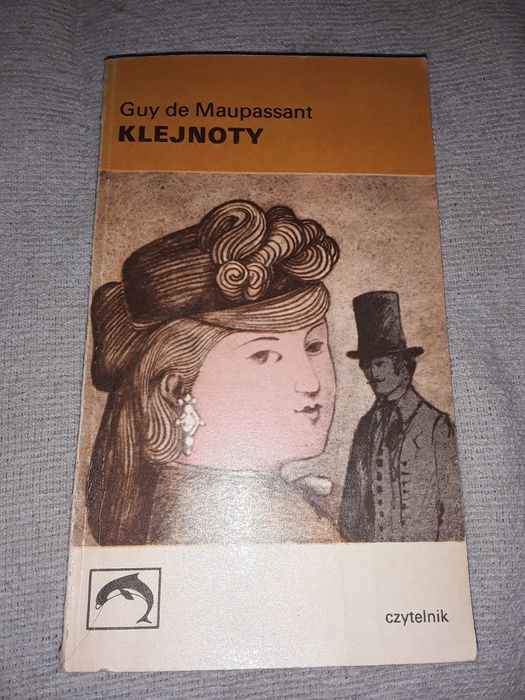 Guy de Maupassant
KLEJNOTY
czytelnik